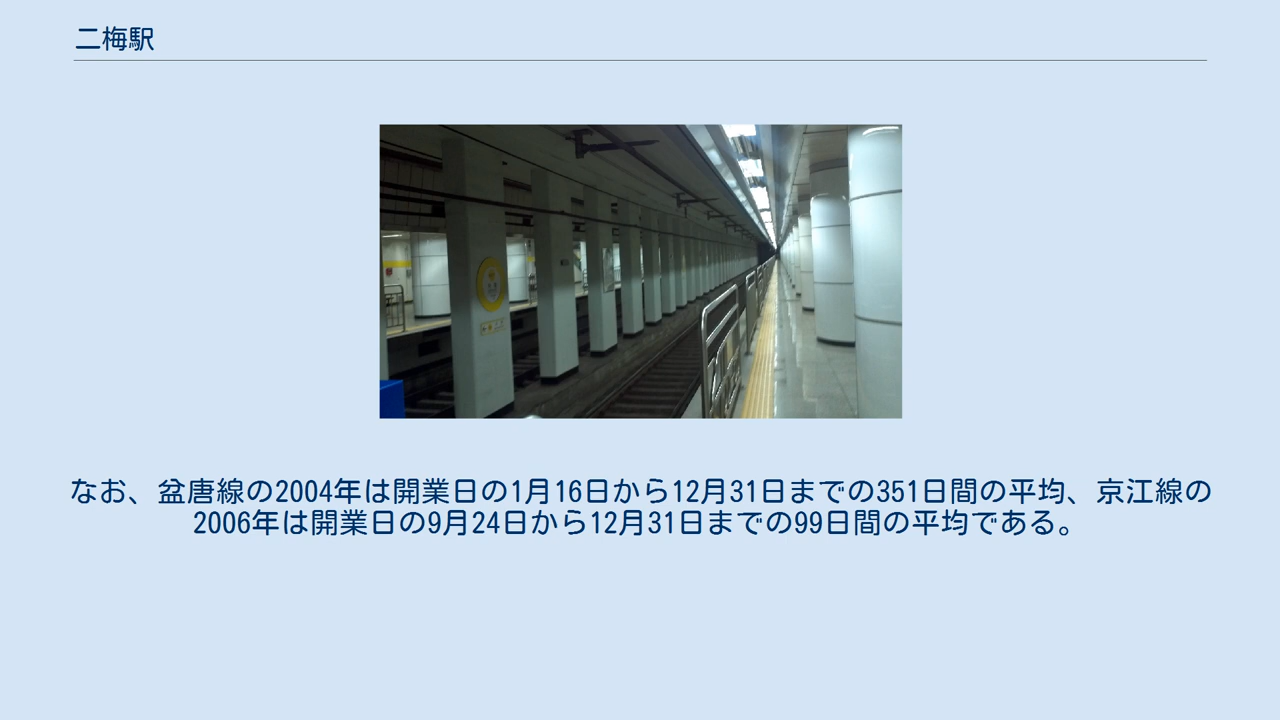 二梅駅
なお、盆唐線の2004年は開業日の1月16日から12月31日までの351日間の平均、京江線の
2006年は開業日の9月24日から12月31日までの99日間の平均である。